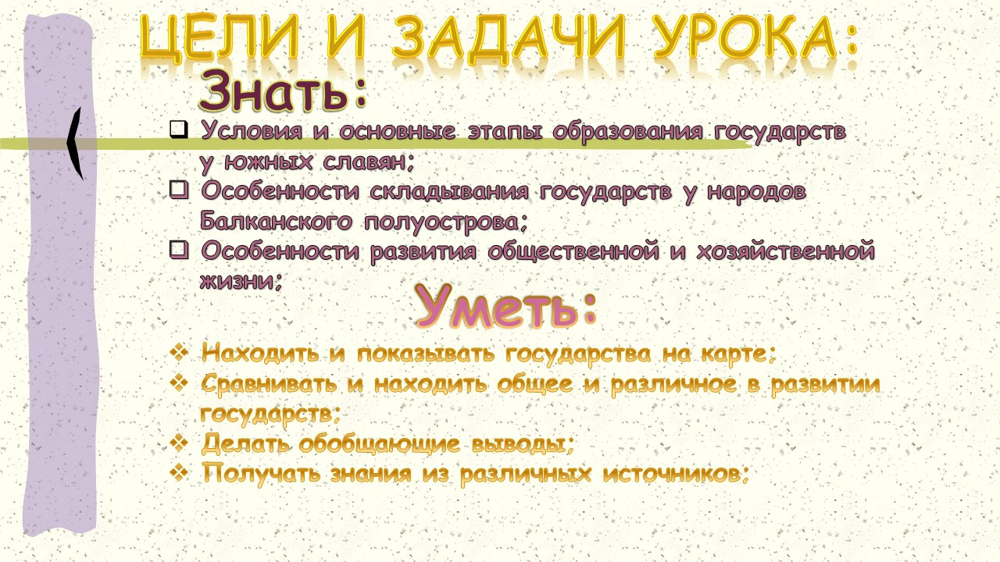 ЦЕЛИ И ЗАДАЧИ УРОКА:
Знать:
Условия и основные этапы образования государств
у южных славян;
Особенности складывания государств у народов
Балканского полуострова;
Особенности развития общественной и хозяйственной
жизни;
Уметь:
Находить и показывать государства на карте;
Сравнивать и находить общее и различное в развитии
государств;
Делать обобщающие выводы;
Получать знания из различных источников;